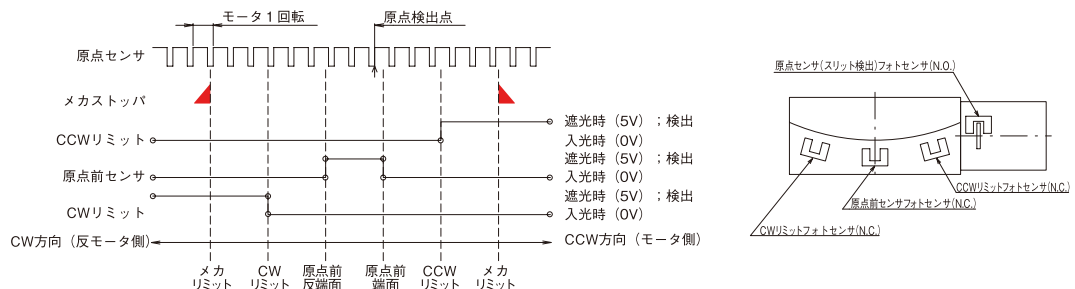 モータ1回転
原点検出点
原点センサ
メカストッパ
遮光時（5V）；検出
CCWリミット
入光時（0V）
遮光時（5V）；検出
原点前センサ
入光時（0V）
遮光時（5V）；検出
CWリミット
入光時（0V）
CW方向（反モータ側）
CCW方向（モータ側）
メカ
リミット
CW
リミット
原点前
反端面
原点前
端面
CCW
リミット
メカ
リミット
原点センサ(スリット検出)フォトセンサ(N.O.)
CCWリミットフォトセンサ(N.C.)
原点前センサフォトセンサ(N.C.)
CWリミットフォトセンサ(N.C.)